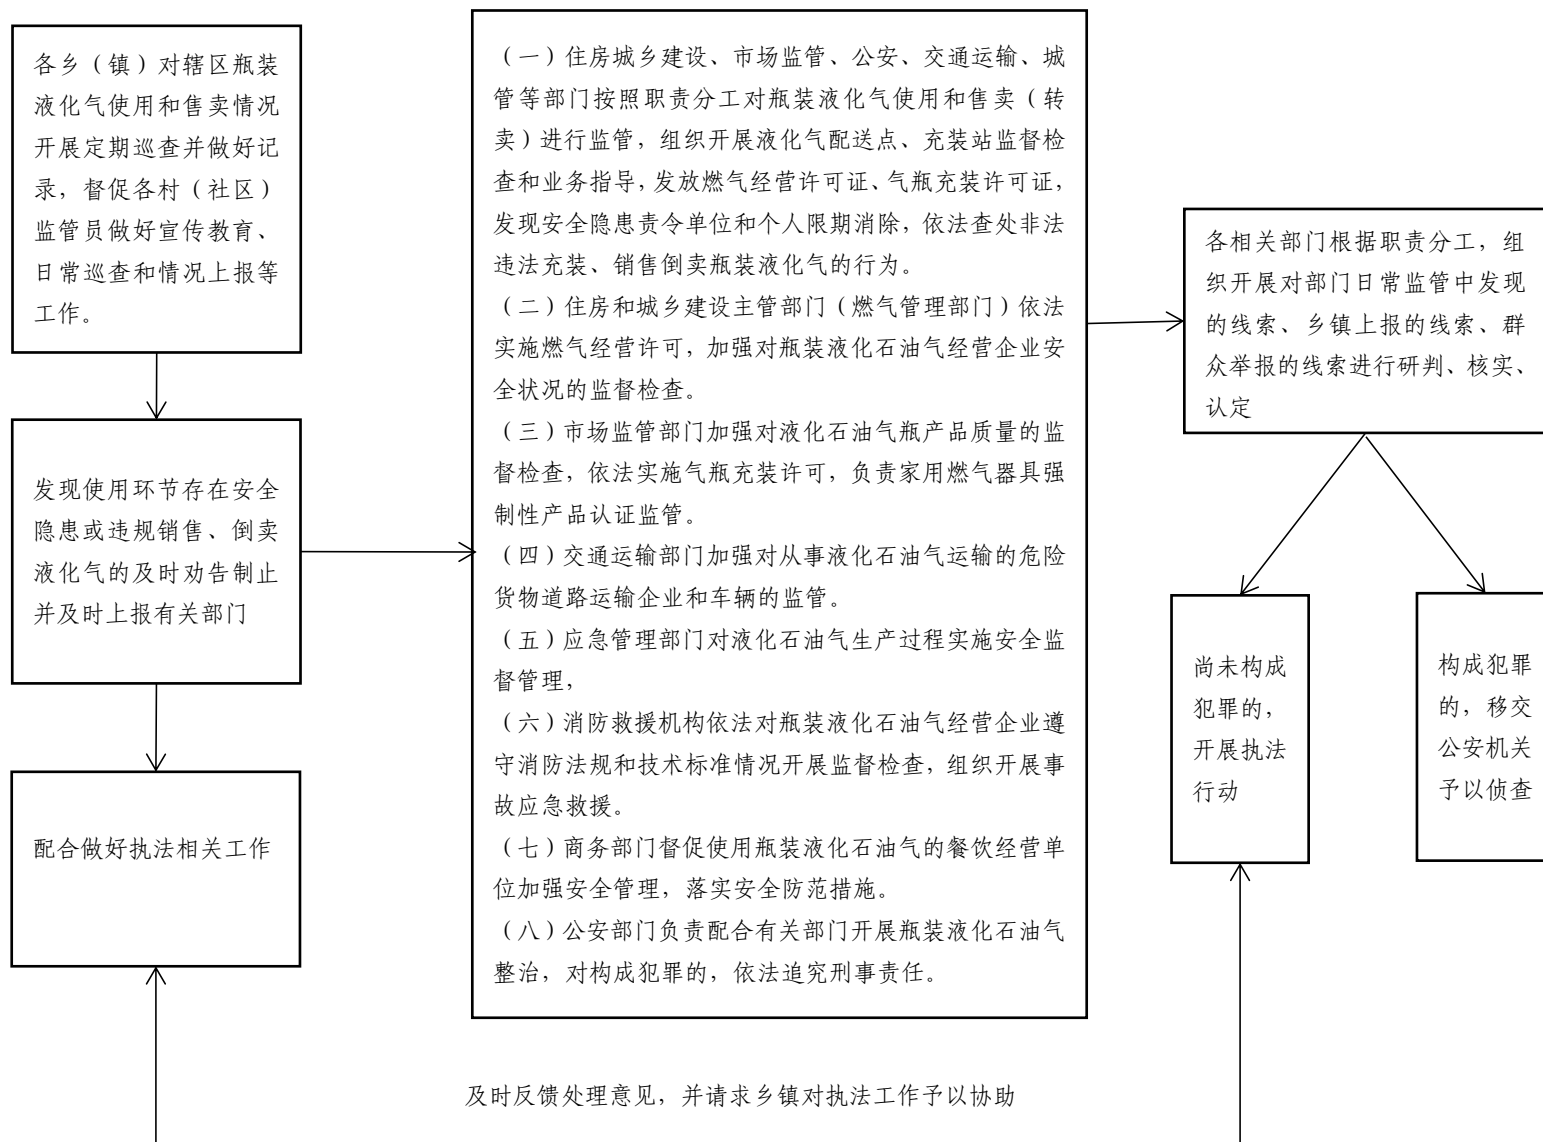 各乡（镇）对辖区瓶装
液化气使用和售卖情况
开展定期巡查并做好记
录，督促各村（社区）
监管员做好宣传教育、
日常巡查和情况上报等
工作。
发现使用环节存在安全
隐患或违规销售、倒卖
液化气的及时劝告制止
并及时上报有关部门
配合做好执法相关工作
（一）住房城乡建设、市场监管、公安、交通运输、城
管等部门按照职责分工对瓶装液化气使用和售卖（转
卖）进行监管，组织开展液化气配送点、充装站监督检
查和业务指导，发放燃气经营许可证、气瓶充装许可证，
发现安全隐患责令单位和个人限期消除，依法查处非法
违法充装、销售倒卖瓶装液化气的行为。
（二）住房和城乡建设主管部门（燃气管理部门）依法
实施燃气经营许可，加强对瓶装液化石油气经营企业安
全状况的监督检查。
（三）市场监管部门加强对液化石油气瓶产品质量的监
督检查，依法实施气瓶充装许可，负责家用燃气器具强
制性产品认证监管。
（四）交通运输部门加强对从事液化石油气运输的危险
货物道路运输企业和车辆的监管。
（五）应急管理部门对液化石油气生产过程实施安全监
督管理，
（六）消防救援机构依法对瓶装液化石油气经营企业遵
守消防法规和技术标准情况开展监督检查，组织开展事
故应急救援。
（七）商务部门督促使用瓶装液化石油气的餐饮经营单
位加强安全管理，落实安全防范措施。
（八）公安部门负责配合有关部门开展瓶装液化石油气
整治，对构成犯罪的，依法追究刑事责任。
各相关部门根据职责分工，组
织开展对部门日常监管中发现
的线索、乡镇上报的线索、群
众举报的线索进行研判、核实、
认定
尚未构成
犯罪的，
开展执法
行动
构成犯罪
的，移交
公安机关
予以侦查
及时反馈处理意见，并请求乡镇对执法工作予以协助